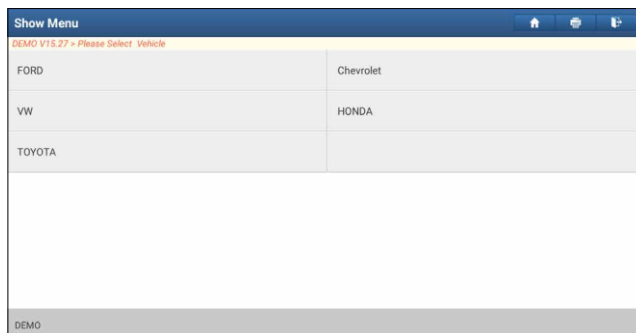 Show Menu
DEMO V15.27 > Please Select Vehicle
FORD
Chevrolet
VW
HONDA
TOYOTA
DEMO